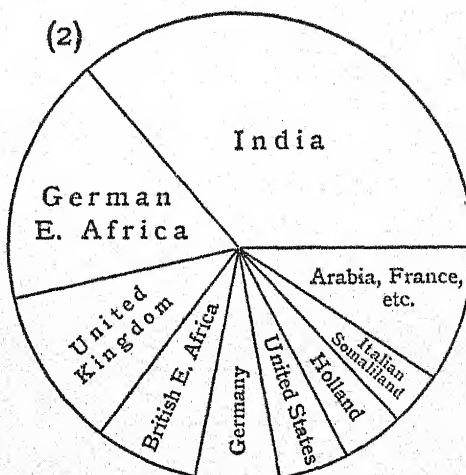 (2)
India
German
E. Africa
Arabia, France,
etc.
United
Kingdom
British E. Africa
Germany
United States
Holland
Italian
Somaliland